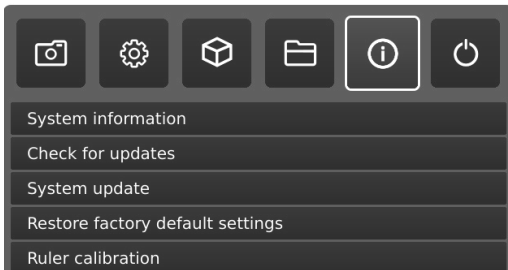 System information
Check for updates
System update
Restore factory default settings
Ruler calibration